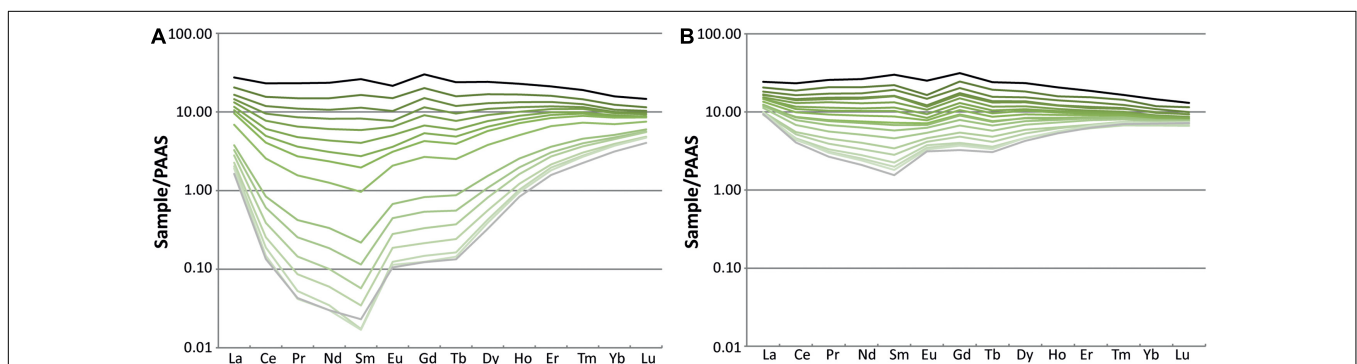 A
100.00
10.00
1.00
0.10
0.01
Sample/PAAS
La Ce Pr Nd Sm Eu Gd Tb Dy Ho Er Tm Yb Lu
B
100.00
10.00
1.00
0.10
0.01
Sample/PAAS
La Ce Pr Nd Sm Eu Gd Tb Dy Ho Er Tm Yb Lu